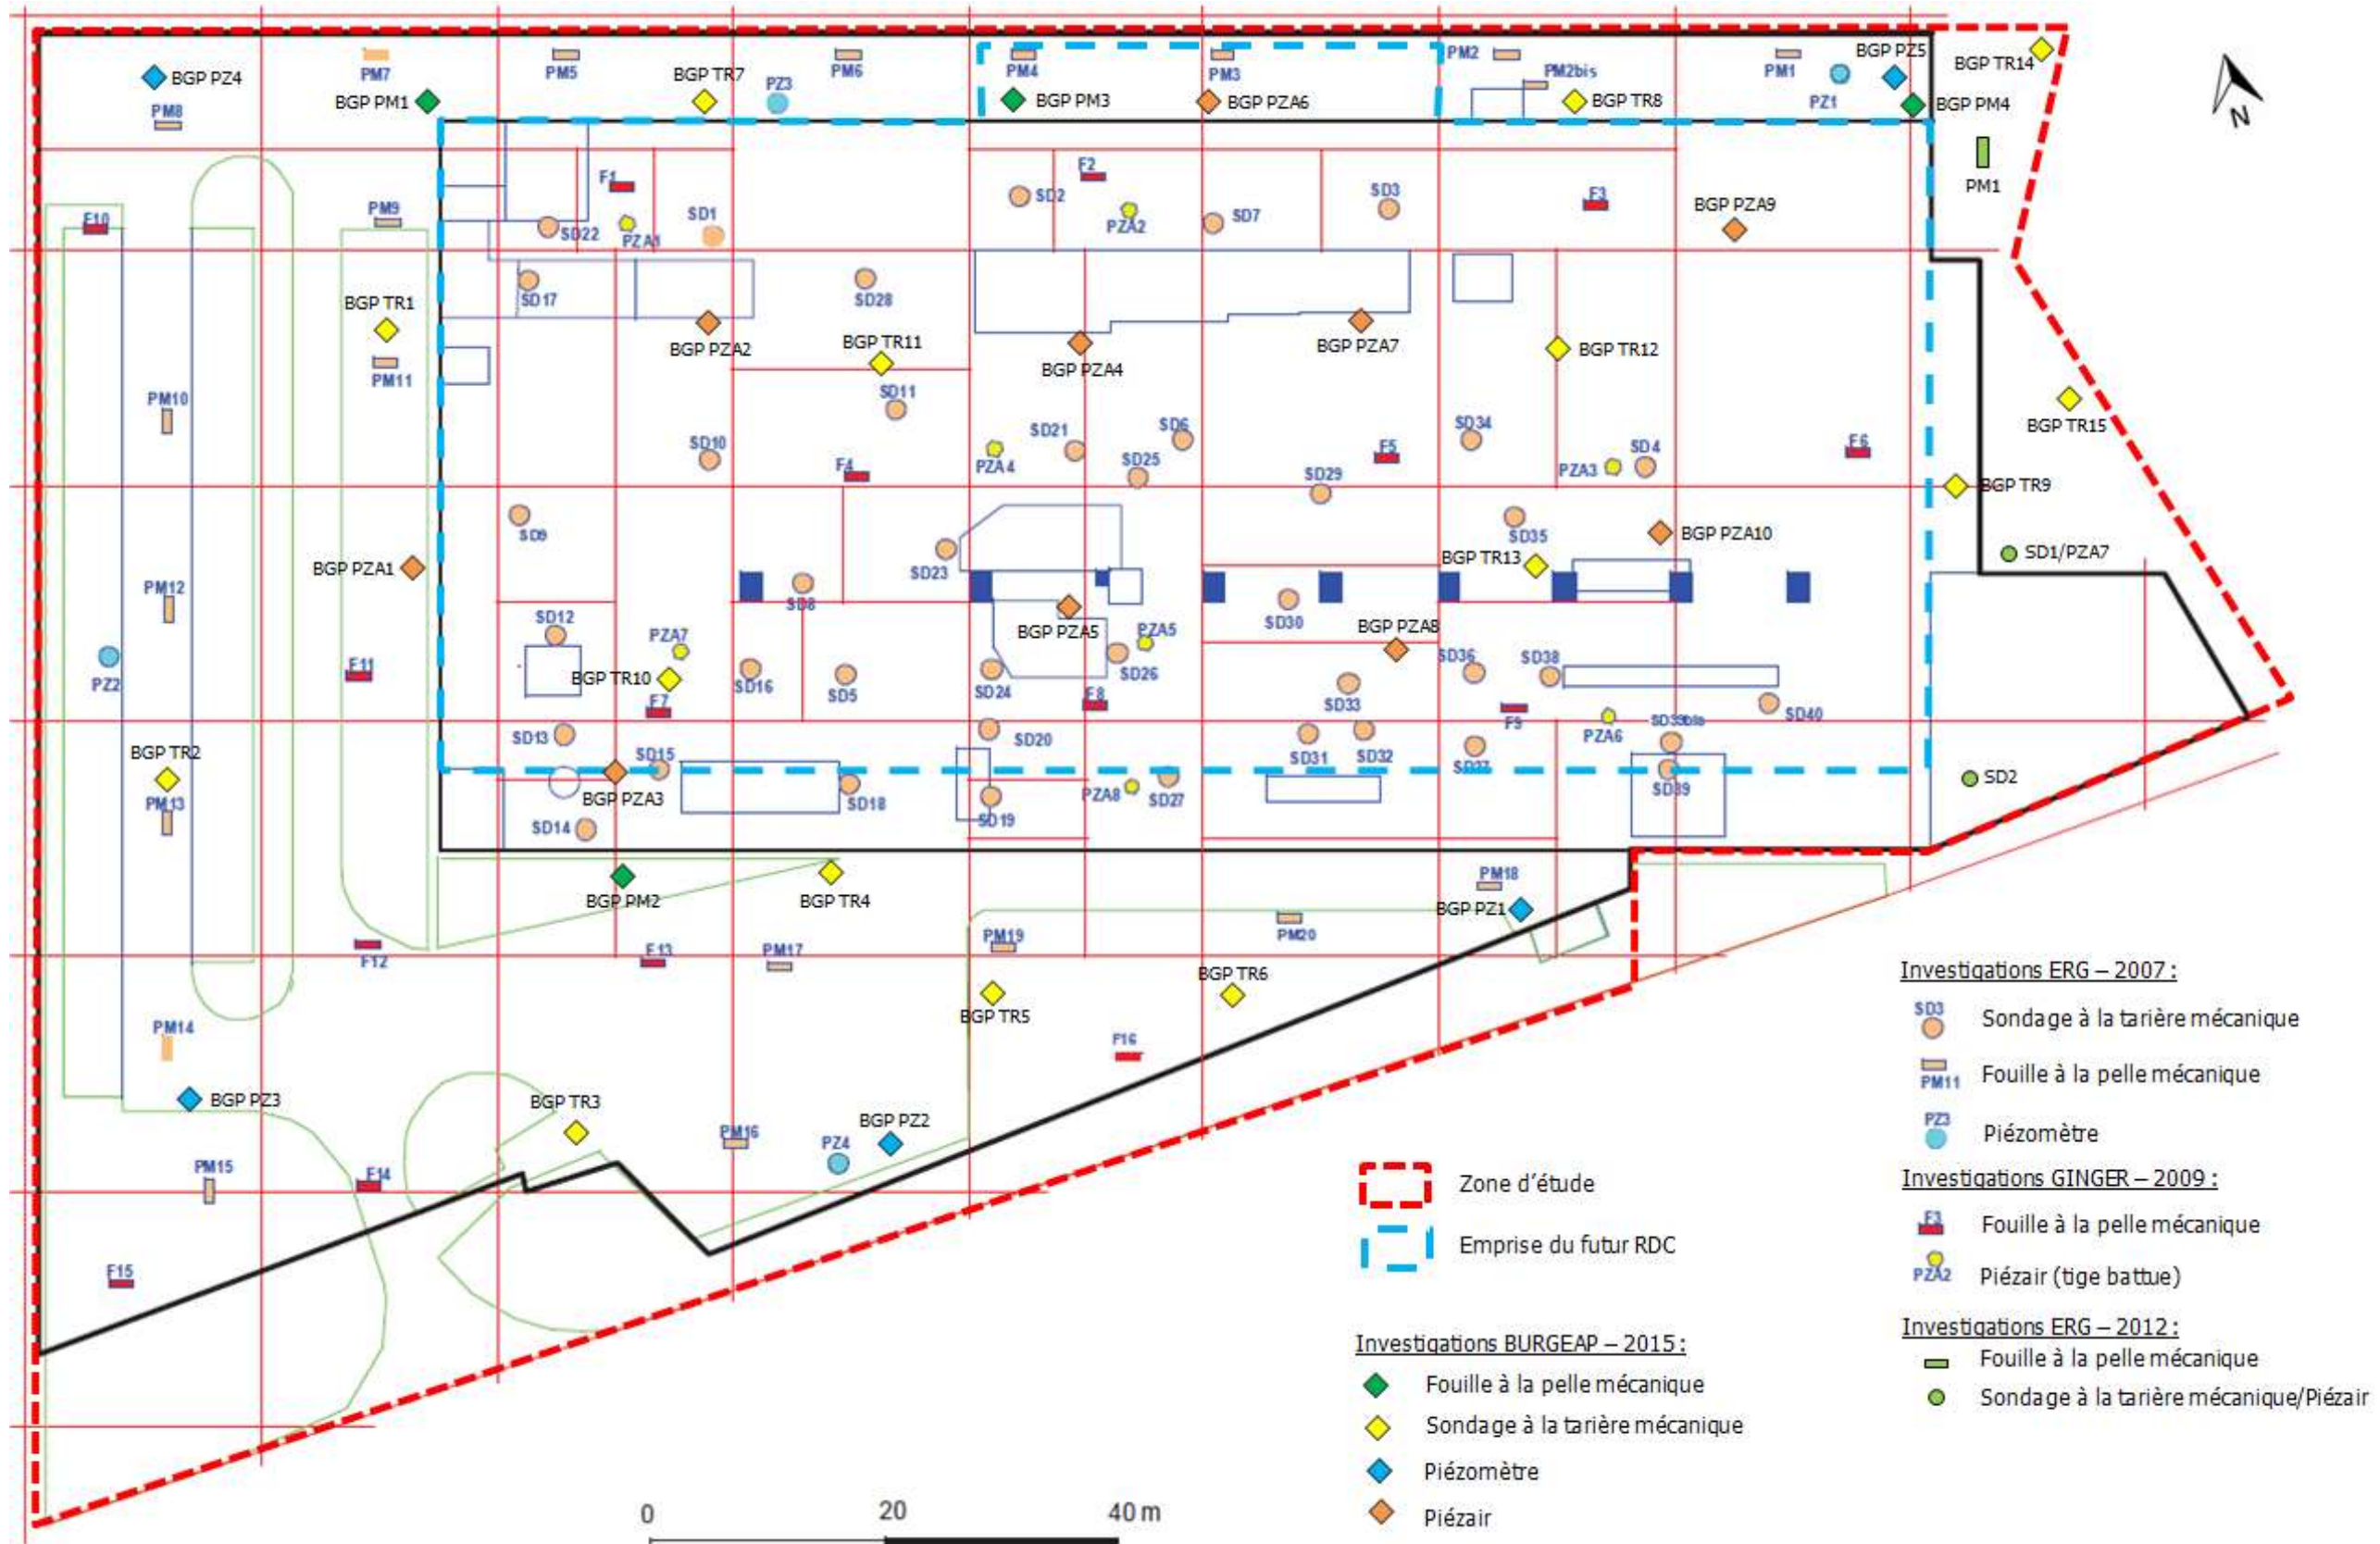 BGP PZ4
PM7
PM5
BGP TR7
PM6
PM4
PM3
PM2
PM1
BGP PZ5
BGP TR14
PM8
BGP PM1
PZ3
BGP PM3
BGP PZA6
PM2bis
BGP TR8
PZ1
BGP PM4
N
PM1
F10
PM9
F1
SD22
PZA1
SD1
SD2
F2
PZA2
SD7
SD3
F3
BGP PZA9
BGP TR1
SD17
SD28
BGP PZA2
BGP TR11
BGP PZA4
BGP PZA7
BGP TR12
PM11
PM10
SD11
BGP TR15
SD10
F4
PZA4
SD21
SD6
SD25
SD29
F5
SD34
PZA3
SD4
F6
BGP TR9
SD9
SD23
SD35
BGP PZA10
SD1/PZA7
BGP PZA1
PM12
SD8
BGP TR13
SD12
PZA7
BGP PZA5
PZA5
SD30
BGP PZA8
PZ2
F11
BGP TR10
F7
SD16
SD5
SD24
SD26
F8
SD33
SD36
SD38
F9
SD40
BGP TR2
SD13
SD15
SD20
SD31
SD32
SD37
PZA6
SD39bis
SD2
PM13
SD14
BGP PZA3
SD18
SD19
PZA8
SD27
SD39
BGP PM2
BGP TR4
PM18
BGP PZ1
F12
F13
PM17
PM19
PM20
BGP TR5
BGP TR6
PM14
F16
BGP PZ3
BGP TR3
PM16
PZ4
BGP PZ2
PM15
F14
F15
Zone d'étude
Emprise du futur RDC
Investigations BURGEAP – 2015 :
Fouille à la pelle mécanique
Sondage à la tarière mécanique
Piézomètre
Piézair
Investigations ERG – 2007 :
SD3
Sondage à la tarière mécanique
PM11
Fouille à la pelle mécanique
PZ3
Piézomètre
Investigations GINGER – 2009 :
F3
Fouille à la pelle mécanique
PZA2
Piézair (tige battue)
Investigations ERG – 2012 :
Fouille à la pelle mécanique
Sondage à la tarière mécanique/Piézair
0
20
40 m